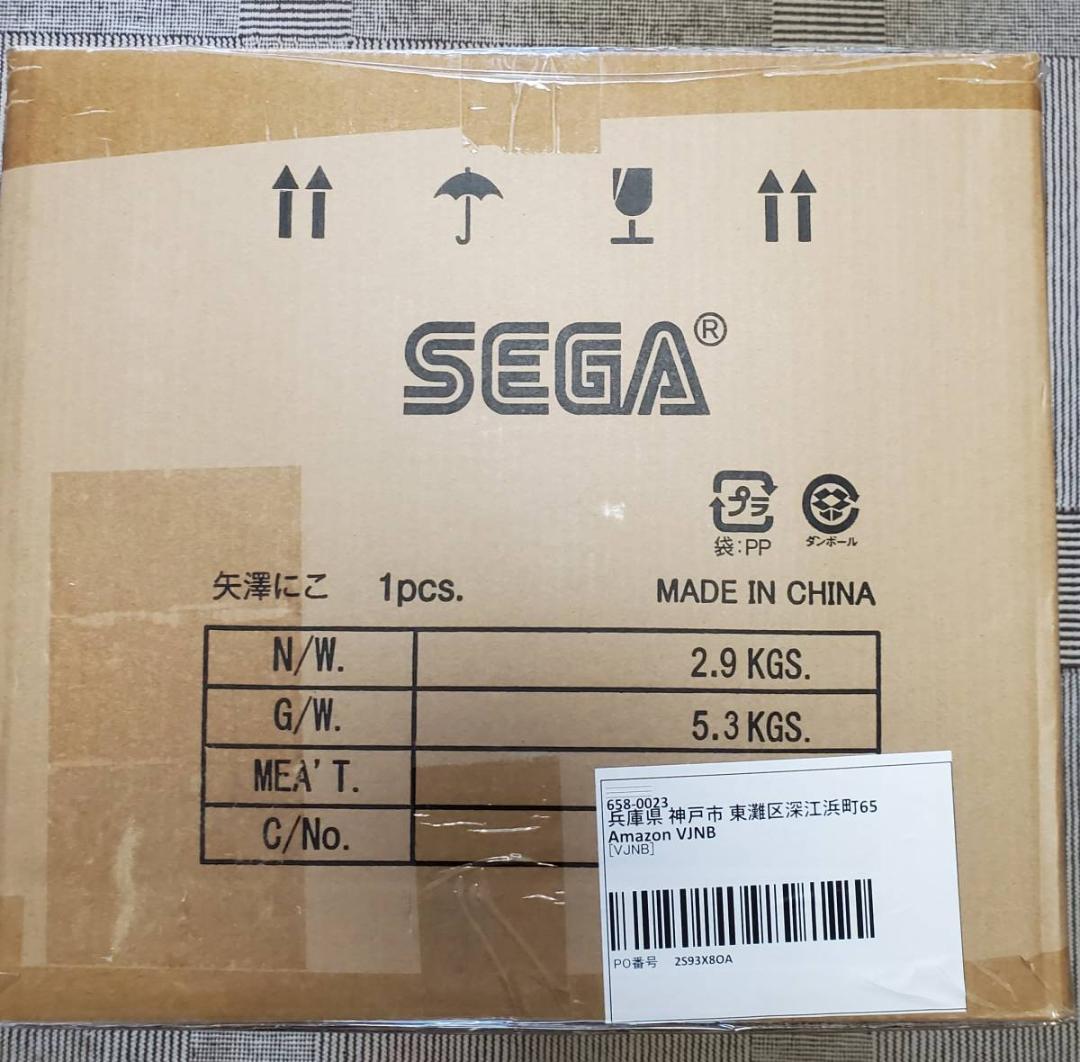 SEGA®
プラ
袋:PP
ダンボール
矢澤にこ 1pcs. MADE IN CHINA
N/W. 2.9 KGS.
G/W. 5.3 KGS.
MEA'T.
C/No.
658-0023
兵庫県 神戸市 東灘区深江浜町65
Amazon VJNB
[VJNB]
PO番号 2S93X8OA